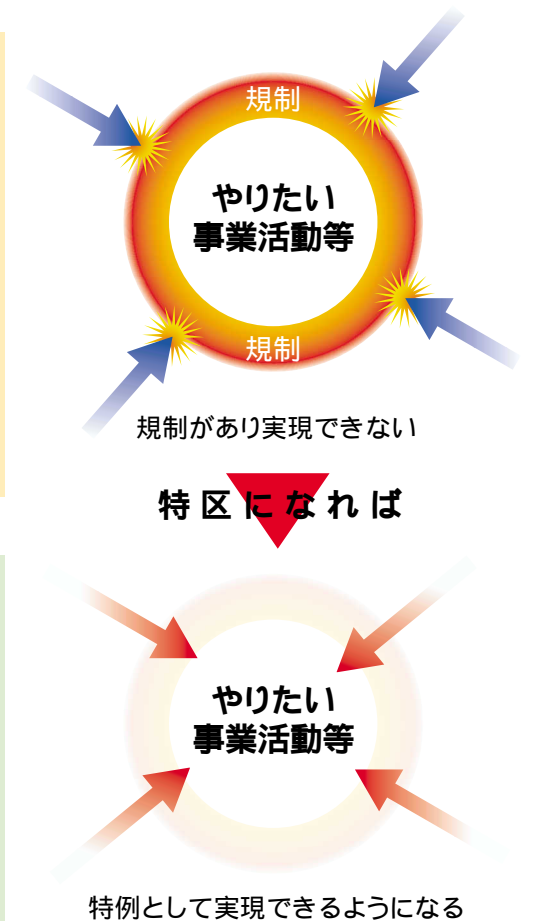 規制
やりたい
事業活動等
規制
規制があり実現できない
特区になれば
やりたい
事業活動等
特例として実現できるようになる